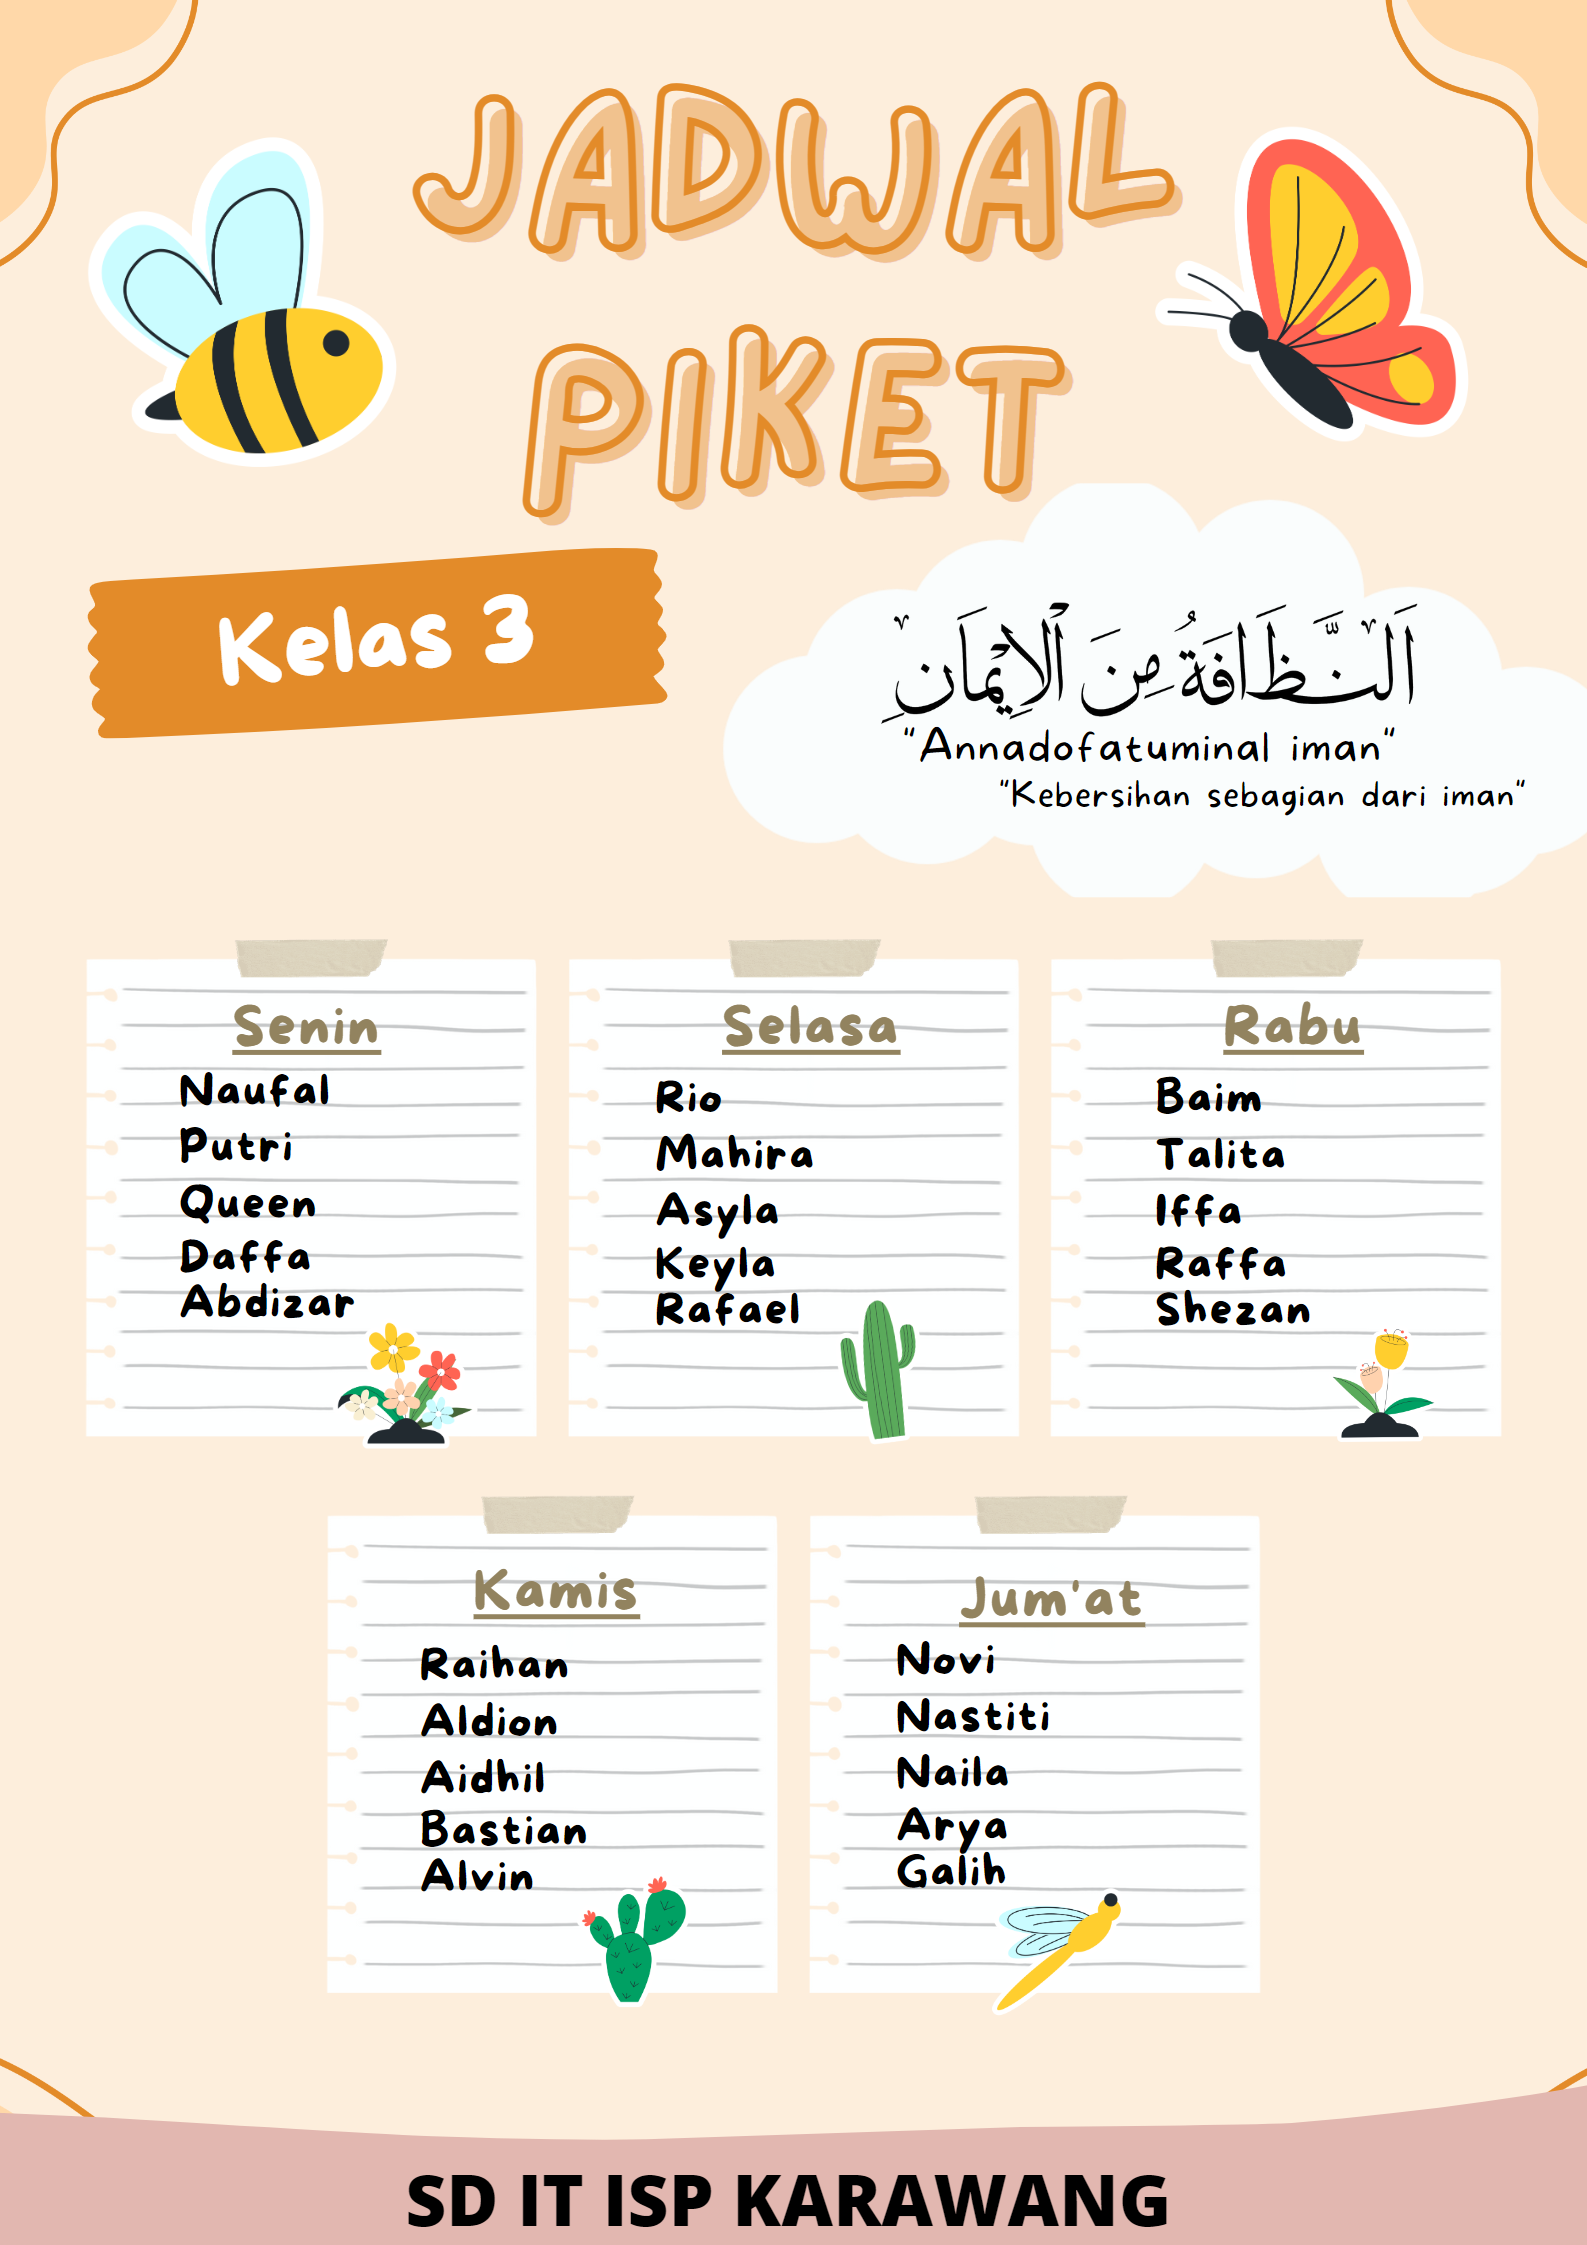 JADWAL
PIKET
Kelas 3
اَلنَّظَافَةُ مِنَ ٱلْإِيْمَانِ
"Annadofatuminal iman"
"Kebersihan sebagian dari iman"
Senin
Naufal
Putri
Queen
Daffa
Abdizar
Selasa
Rio
Mahira
Asyla
Keyla
Rafael
Rabu
Baim
Talita
Iffa
Raffa
Shezan
Kamis
Raihan
Aldion
Aidhil
Bastian
Alvin
Jum'at
Novi
Nastiti
Naila
Arya
Galih
SD IT ISP KARAWANG